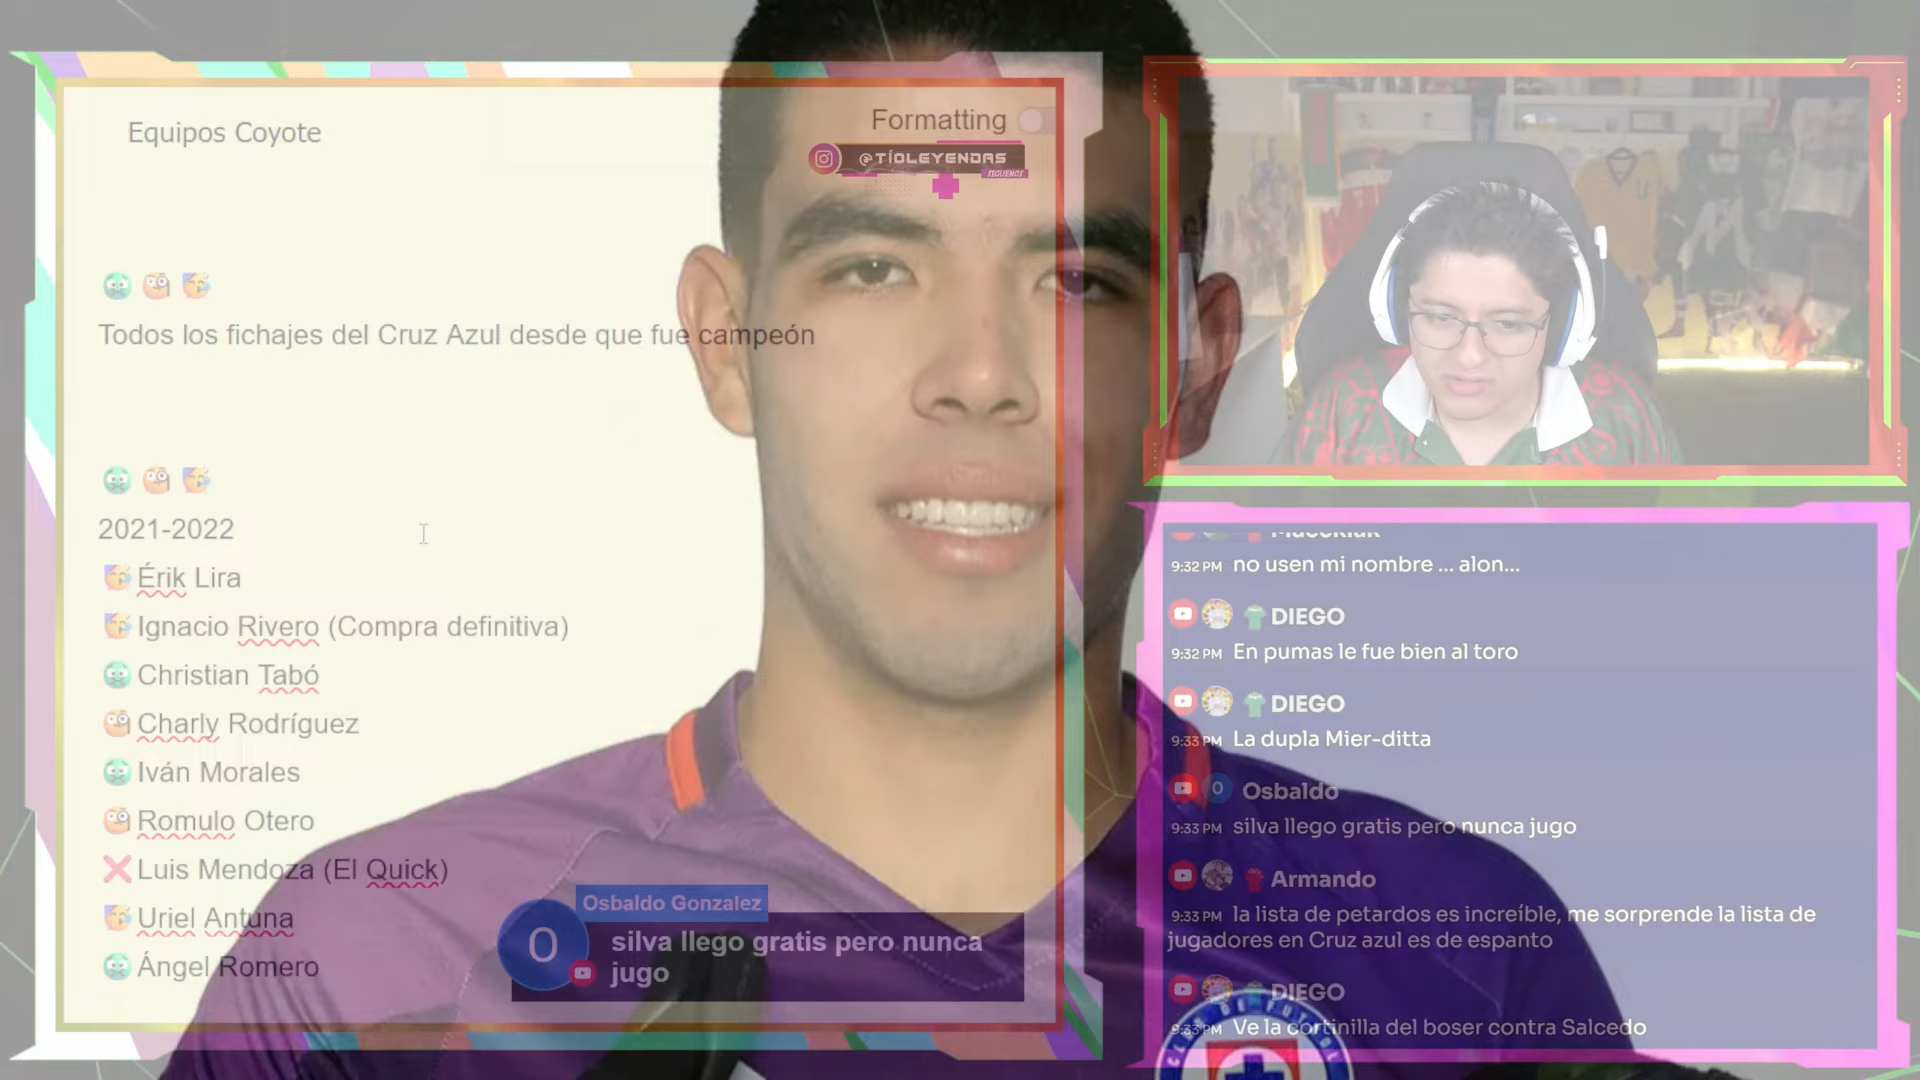 Equipos Coyote
Formatting
@TÍOLEYENDAS
SÍGUENOS
Todos los fichajes del Cruz Azul desde que fue campeón
2021-2022
Érik Lira
Ignacio Rivero (Compra definitiva)
Christian Tabó
Charly Rodríguez
Iván Morales
Romulo Otero
Luis Mendoza (El Quick)
Uriel Antuna
Ángel Romero
O
Osbaldo Gonzalez
silva llego gratis pero nunca
jugo
9:32 PM no usen mi nombre ... alon...
DIEGO
9:32 PM En pumas le fue bien al toro
DIEGO
9:33 PM La dupla Mier-ditta
O Osbaldo
9:33 PM silva llego gratis pero nunca jugo
Armando
9:33 PM la lista de petardos es increíble, me sorprende la lista de
jugadores en Cruz azul es de espanto
DIEGO
9:33 PM Ve la cortinilla del boser contra Salcedo